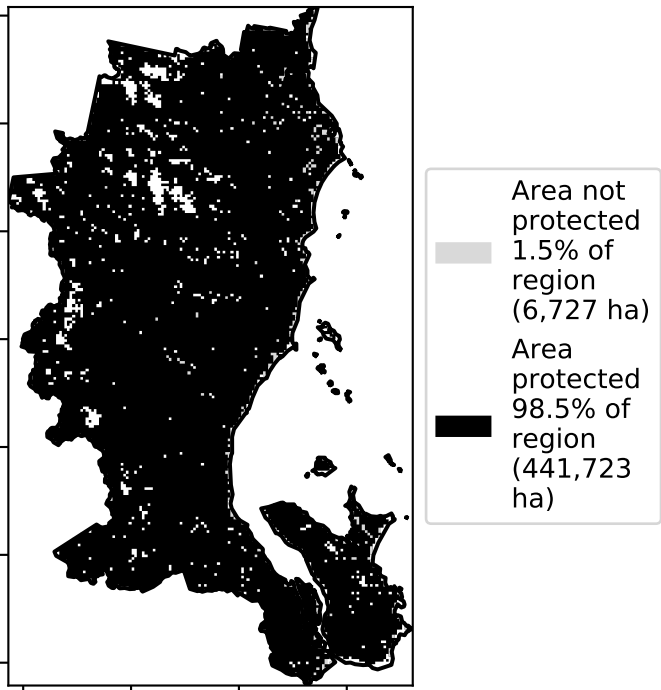 Area not
protected
1.5% of
region
(6,727 ha)
Area
protected
98.5% of
region
(441,723
ha)